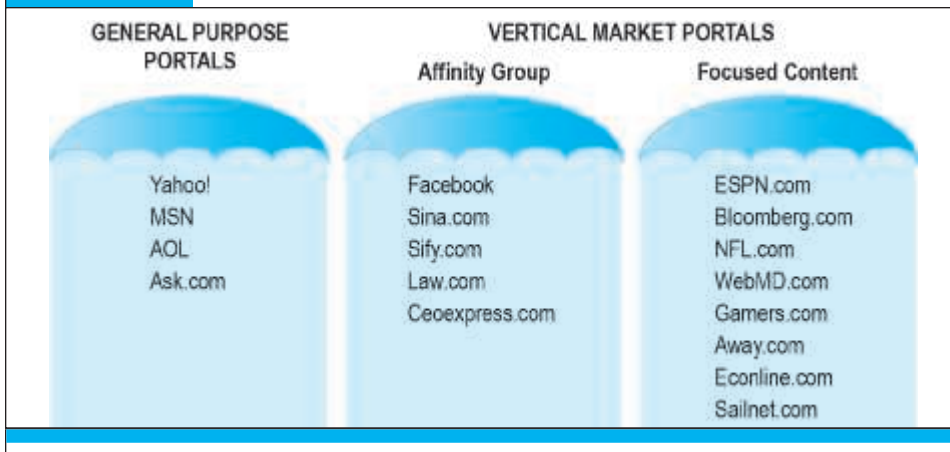 GENERAL PURPOSE
PORTALS
VERTICAL MARKET PORTALS
Affinity Group
Focused Content
Yahoo!
MSN
AOL
Ask.com
Facebook
Sina.com
Sify.com
Law.com
Ceoexpress.com
ESPN.com
Bloomberg.com
NFL.com
WebMD.com
Gamers.com
Away.com
Econline.com
Sailnet.com